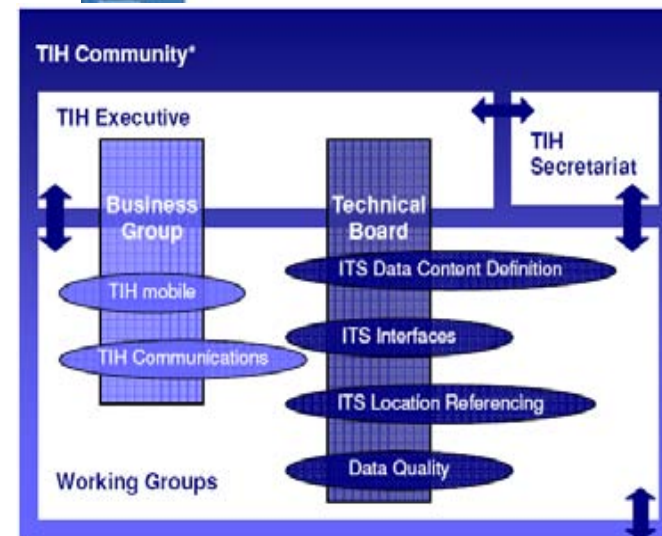 TIH Community*
TIH Executive
TIH
Secretariat
Business
Group
Technical
Board
ITS Data Content Definition
TIH mobile
ITS Interfaces
TIH Communications
ITS Location Referencing
Data Quality
Working Groups